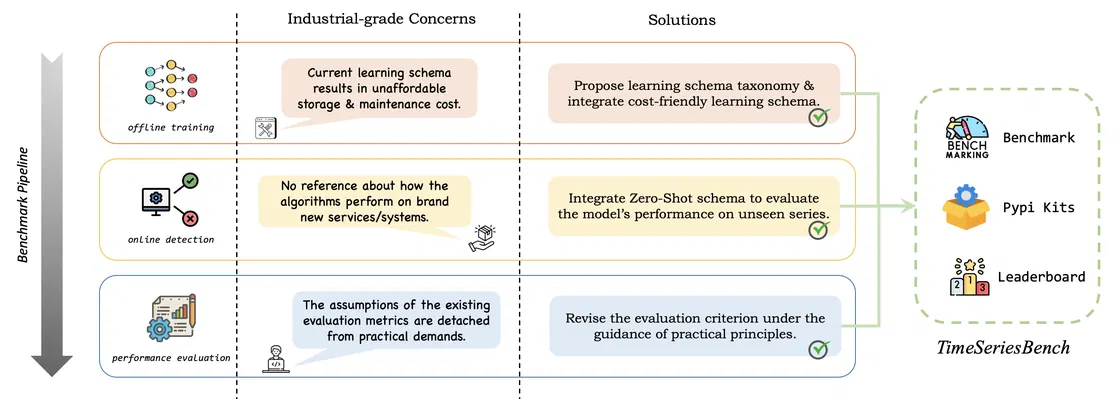 Industrial-grade Concerns
Solutions
Benchmark Pipeline
offline training
Current learning schema
results in unaffordable
storage & maintenance cost.
Propose learning schema taxonomy &
integrate cost-friendly learning schema.
online detection
No reference about how the
algorithms perform on brand
new services/systems.
Integrate Zero-Shot schema to evaluate
the model's performance on unseen series.
performance evaluation
The assumptions of the existing
evaluation metrics are detached
from practical demands.
Revise the evaluation criterion under the
guidance of practical principles.
BENCH
MARKING
Benchmark
Pypi Kits
2 1 3
Leaderboard
TimeSeriesBench